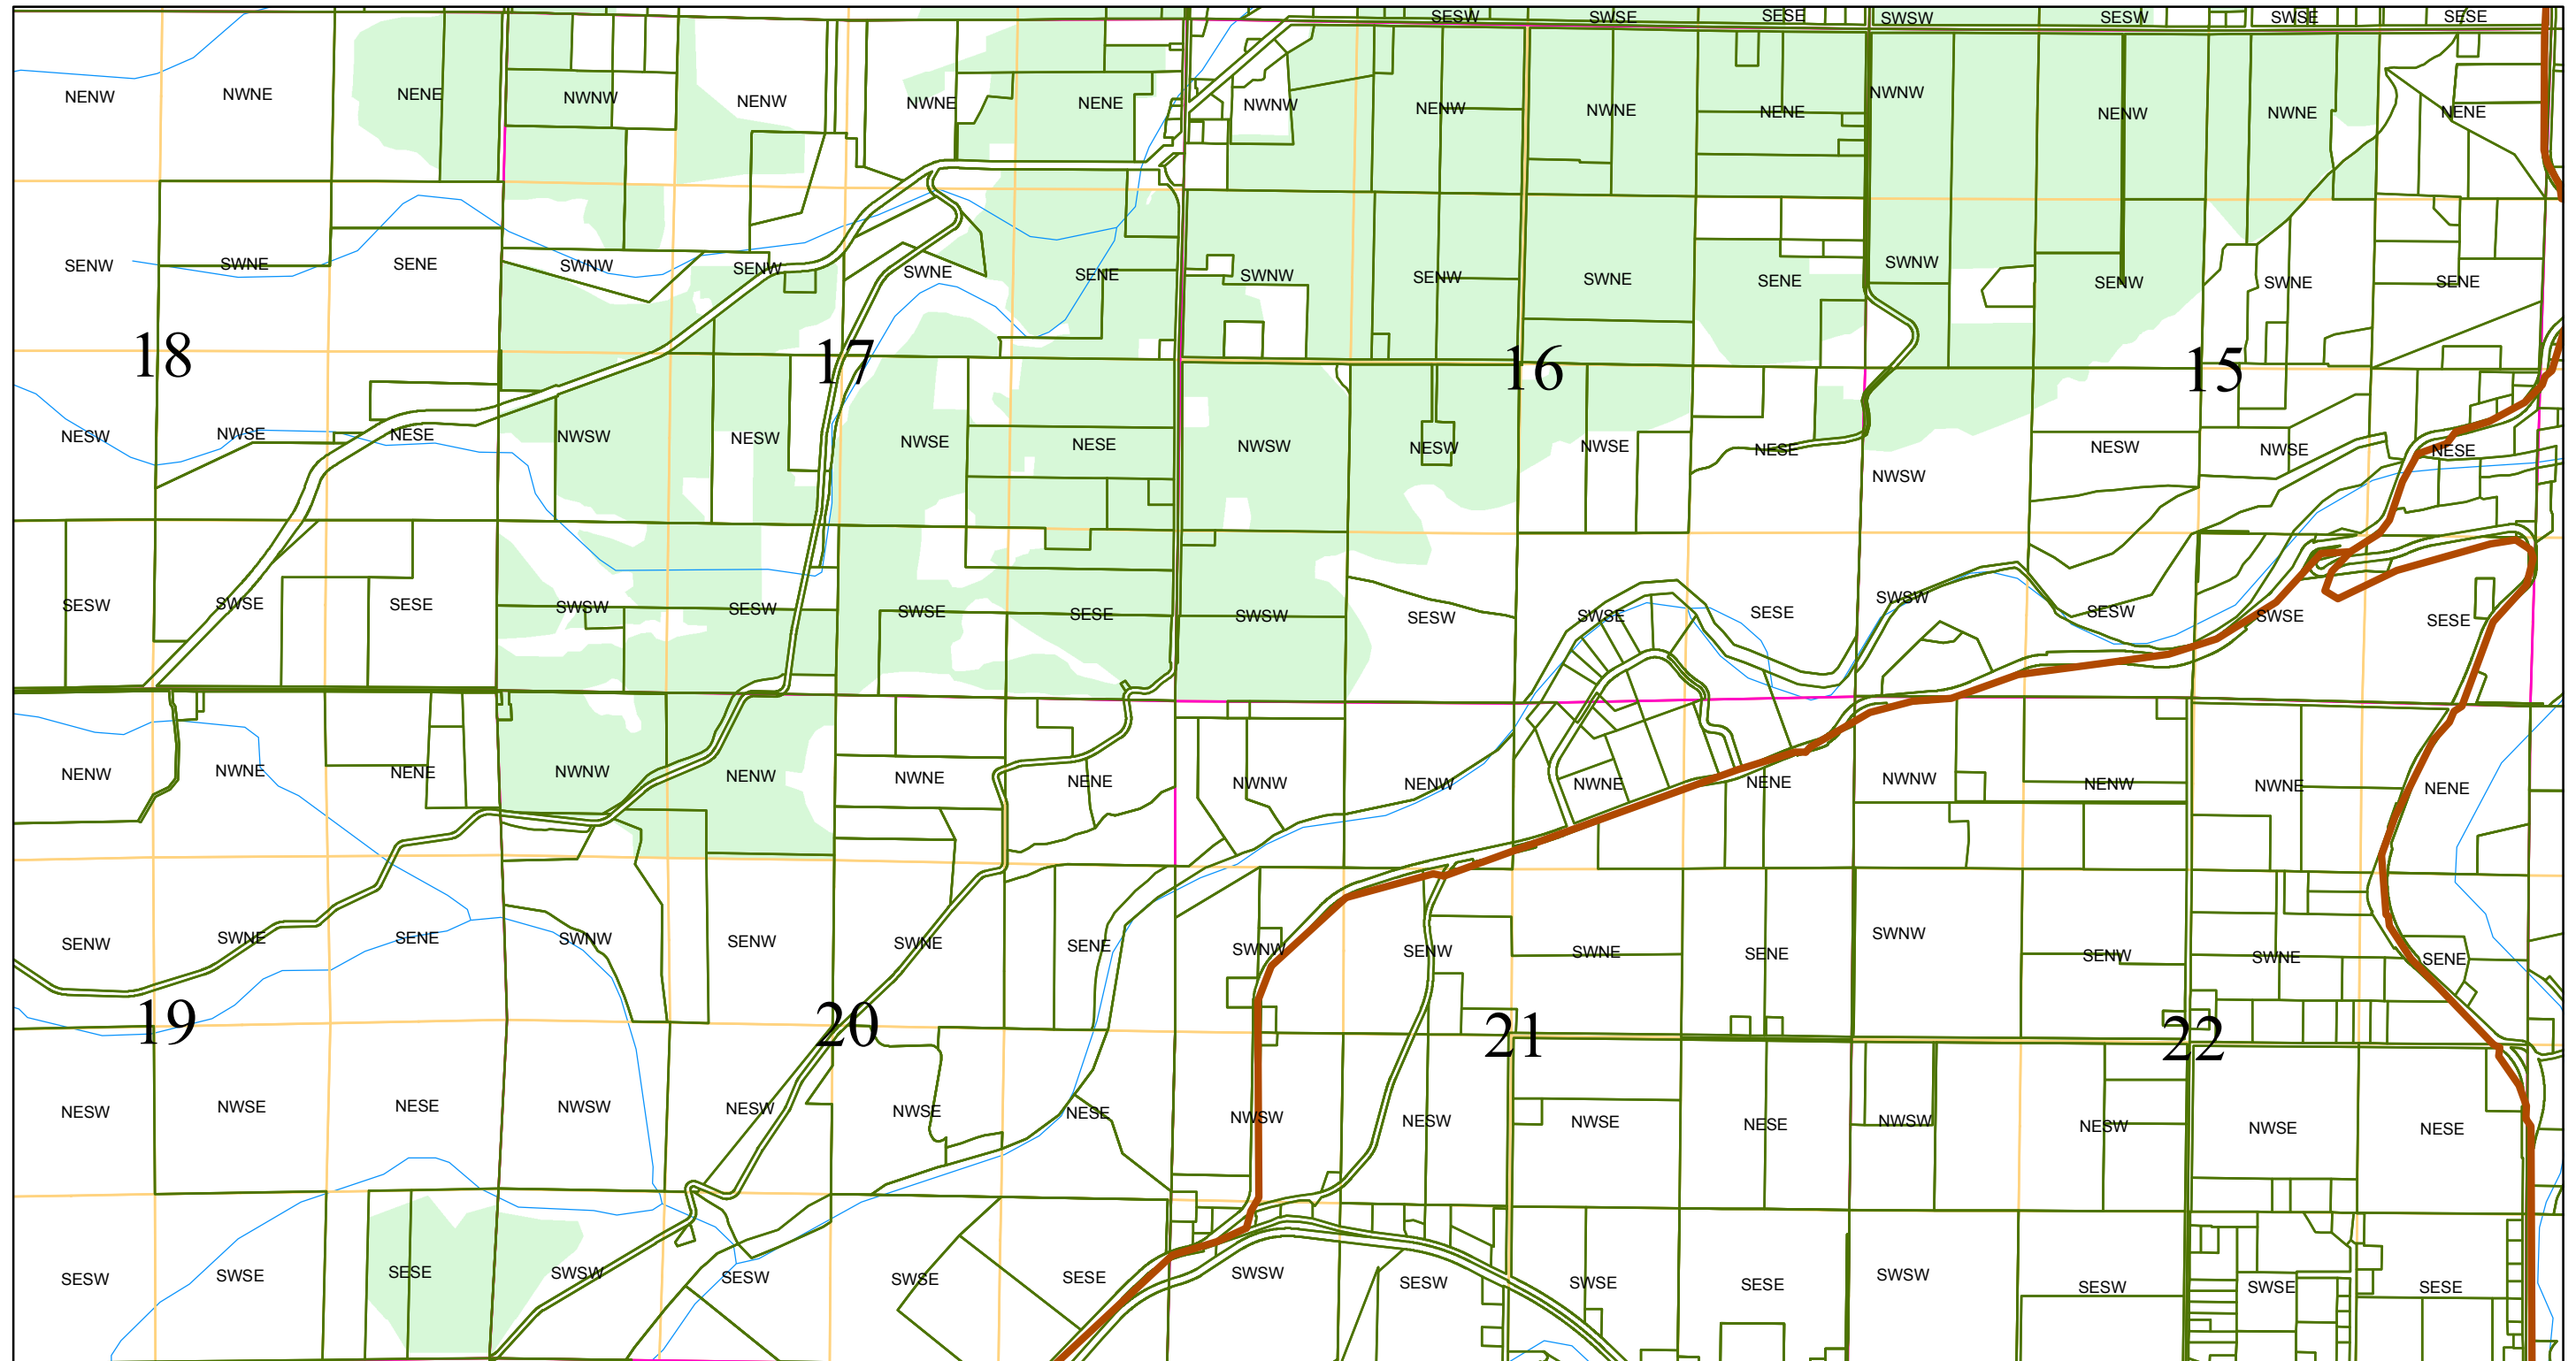 SESW SWSE SESE SWSW SESW SWSE SESE
NENW NWNE NENE NWNW NENW NWNE NENE NWNW NENW NWNE NENE NWNW NENW NWNE NENE
SENW SWNE SENE SWNW SENW SWNE SENE SWNW SENW SWNE SENE SWNW SENW SWNE SENE
18 17 16 15
NESW NWSE NESE NWSW NESW NWSE NESE NWSW NESW NWSE NESE NWSW NESW NWSE NESE
SESW SWSE SESE SWSW SESW SWSE SESE SWSW SESW SWSE SESE SWSW SESW SWSE SESE
NENW NWNE NENE NWNW NENW NWNE NENE NWNW NENW NWNE NENE NWNW NENW NWNE NENE
SENW SWNE SENE SWNW SENW SWNE SENE SWNW SENW SWNE SENE SWNW SENW SWNE SENE
19 20 21 22
NESW NWSE NESE NWSW NESW NWSE NESE NWSW NESW NWSE NESE NWSW NESW NWSE NESE
SESW SWSE SESE SWSW SESW SWSE SESE SWSW SESW SWSE SESE SWSW SESW SWSE SESE